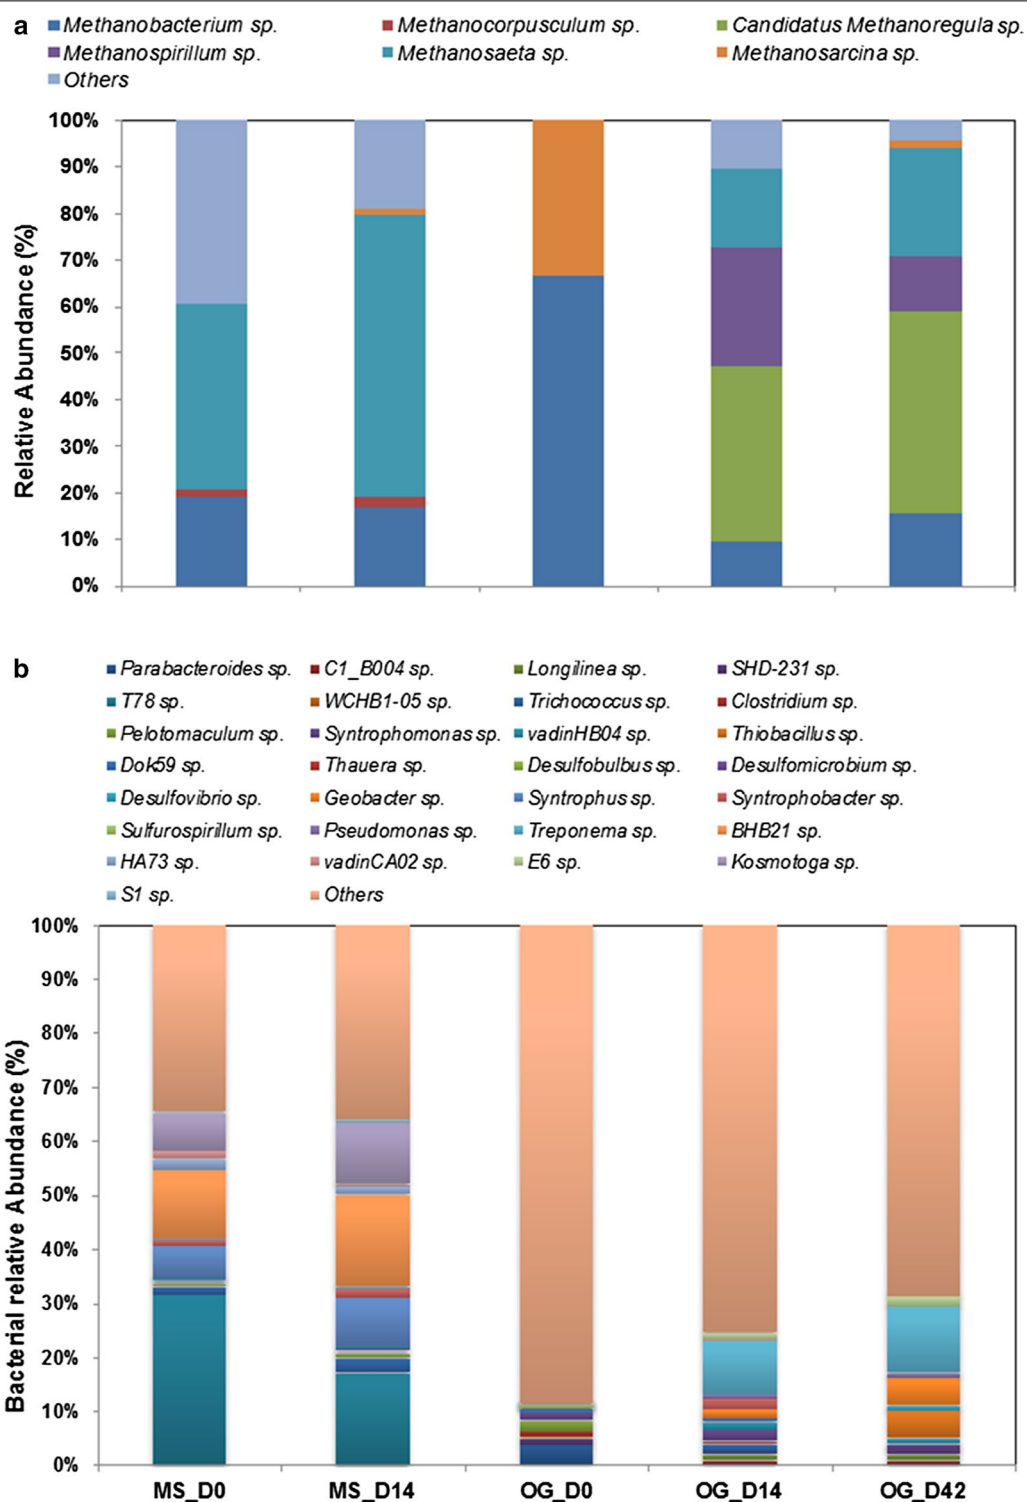 a
Methanobacterium sp. Methanocorpusculum sp. Candidatus Methanoregula sp.
Methanospirillum sp. Methanosaeta sp. Methanosarcina sp.
Others
Relative Abundance (%)
100%
90%
80%
70%
60%
50%
40%
30%
20%
10%
0%
b
Parabacteroides sp. C1_B004 sp. Longilinea sp. SHD-231 sp.
T78 sp. WCHB1-05 sp. Trichococcus sp. Clostridium sp.
Pelotomaculum sp. Syntrophomonas sp. vadinHB04 sp. Thiobacillus sp.
Dok59 sp. Thauera sp. Desulfobulbus sp. Desulfomicrobium sp.
Desulfovibrio sp. Geobacter sp. Syntrophus sp. Syntrophobacter sp.
Sulfurospirillum sp. Pseudomonas sp. Treponema sp. BHB21 sp.
HA73 sp. vadinCA02 sp. E6 sp. Kosmotoga sp.
S1 sp. Others
Bacterial relative Abundance (%)
100%
90%
80%
70%
60%
50%
40%
30%
20%
10%
0%
MS_D0 MS_D14 OG_D0 OG_D14 OG_D42